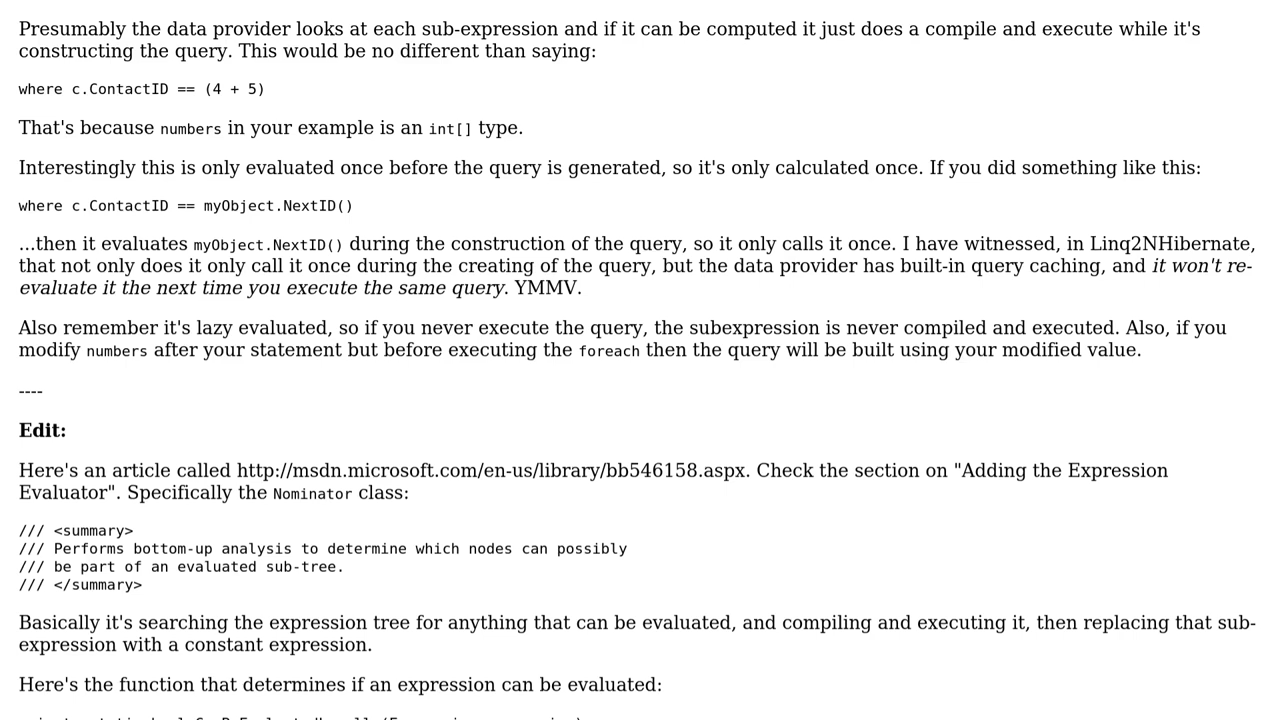 Presumably the data provider looks at each sub-expression and if it can be computed it just does a compile and execute while it's
constructing the query. This would be no different than saying:
where c.ContactID == (4 + 5)
That's because numbers in your example is an int[] type.
Interestingly this is only evaluated once before the query is generated, so it's only calculated once. If you did something like this:
where c.ContactID == myObject.NextID()
...then it evaluates myObject.NextID() during the construction of the query, so it only calls it once. I have witnessed, in Linq2NHibernate,
that not only does it only call it once during the creating of the query, but the data provider has built-in query caching, and it won't re-
evaluate it the next time you execute the same query. YMMV.
Also remember it's lazy evaluated, so if you never execute the query, the subexpression is never compiled and executed. Also, if you
modify numbers after your statement but before executing the foreach then the query will be built using your modified value.
----
Edit:
Here's an article called http://msdn.microsoft.com/en-us/library/bb546158.aspx. Check the section on "Adding the Expression
Evaluator". Specifically the Nominator class:
/// <summary>
/// Performs bottom-up analysis to determine which nodes can possibly
/// be part of an evaluated sub-tree.
/// </summary>
Basically it's searching the expression tree for anything that can be evaluated, and compiling and executing it, then replacing that sub-
expression with a constant expression.
Here's the function that determines if an expression can be evaluated: